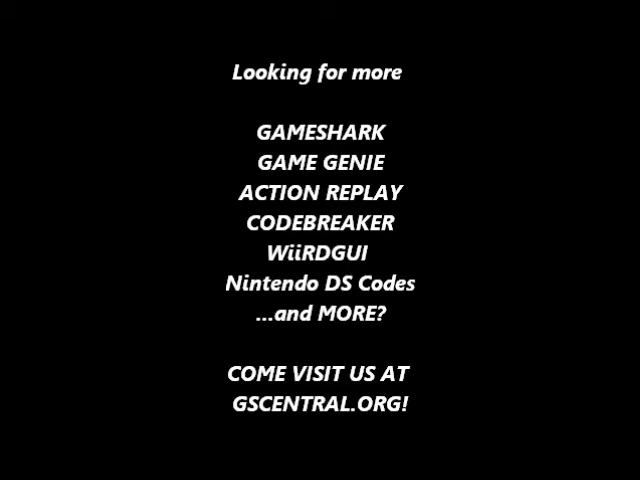 Looking for more
GAMESHARK
GAME GENIE
ACTION REPLAY
CODEBREAKER
WiiRDGUI
Nintendo DS Codes
...and MORE?
COME VISIT US AT
GSCENTRAL.ORG!